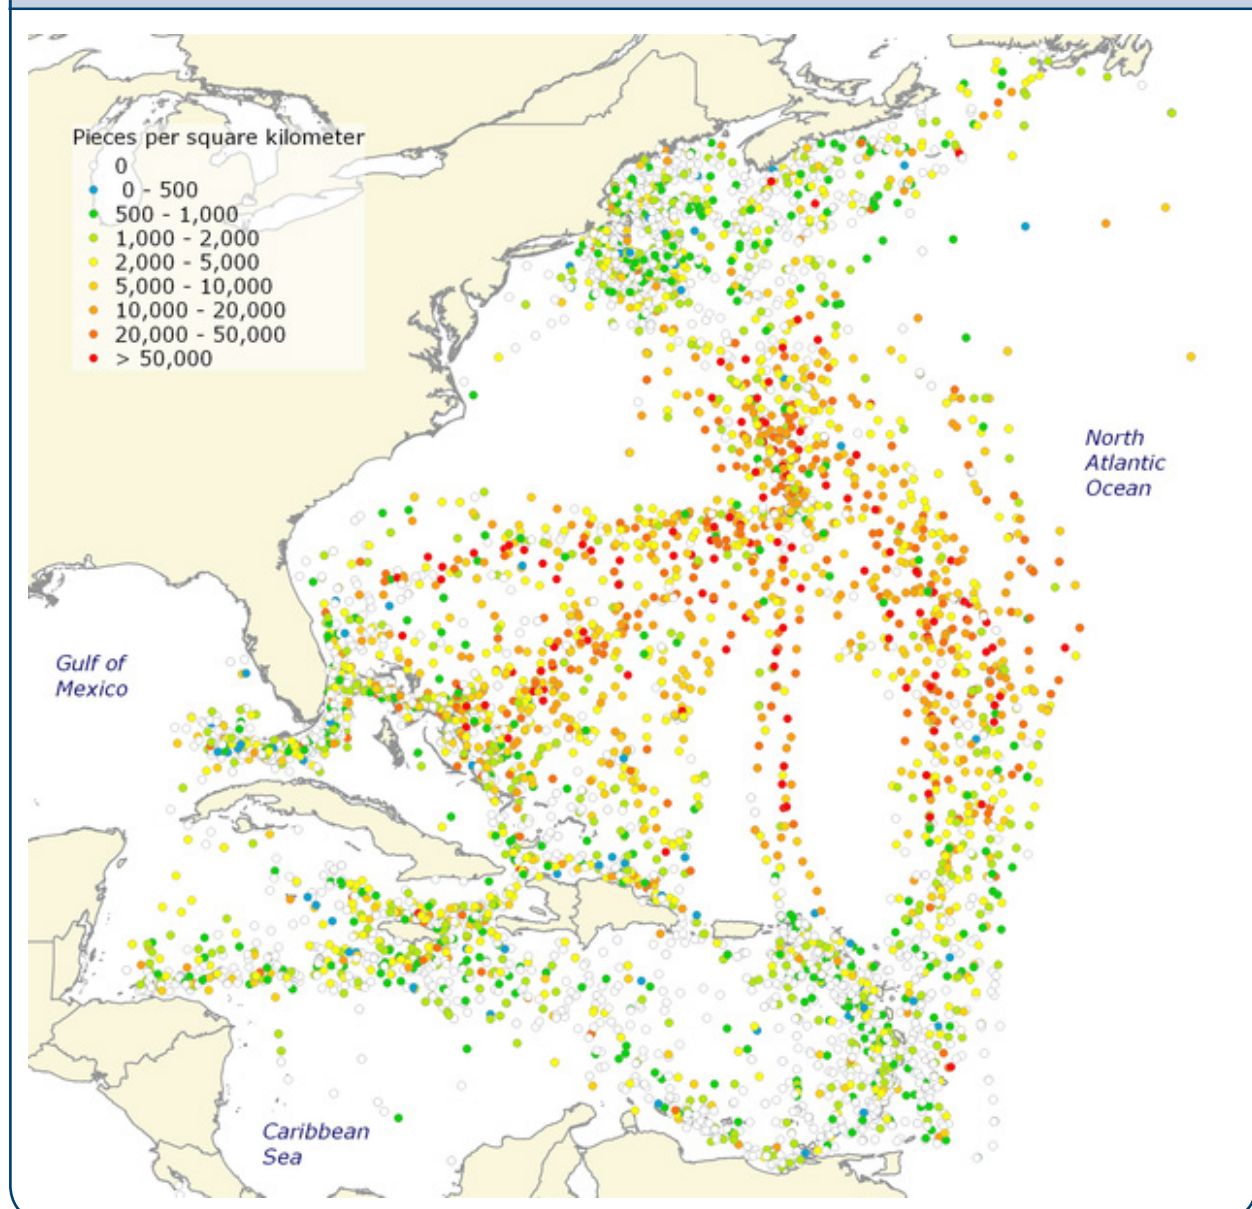 Pieces per square kilometer
0
0 - 500
500 - 1,000
1,000 - 2,000
2,000 - 5,000
5,000 - 10,000
10,000 - 20,000
20,000 - 50,000
> 50,000
North
Atlantic
Ocean
Gulf of
Mexico
Caribbean
Sea